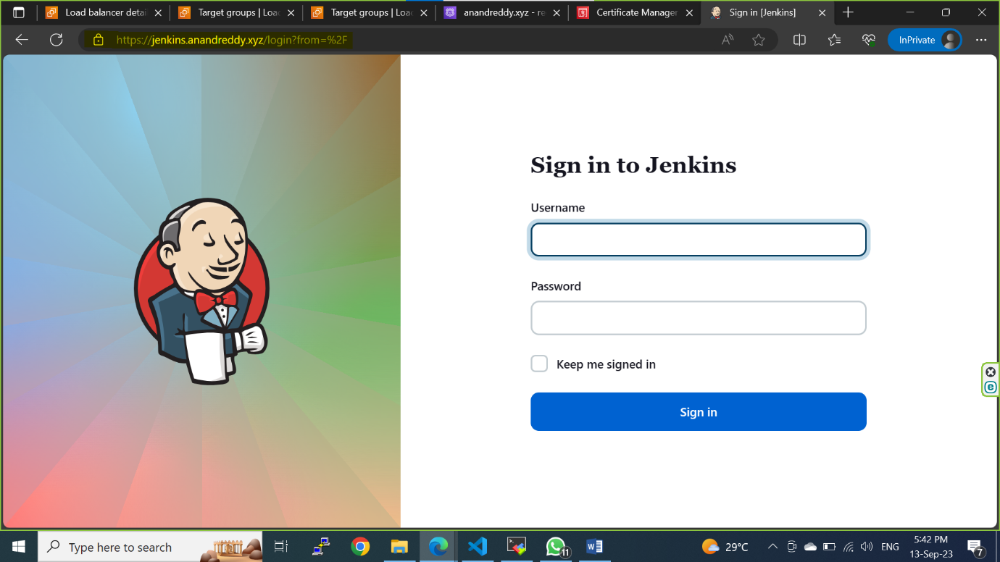 Load balancer detai
Target groups | Loa
Target groups | Loa
anandreddy.xyz - re
Certificate Manager
Sign in [Jenkins]
https://jenkins.anandreddy.xyz/login?from=%2F
InPrivate
Sign in to Jenkins
Username
Password
Keep me signed in
Sign in
Type here to search
11
29°C
ENG
5:42 PM
13-Sep-23
7